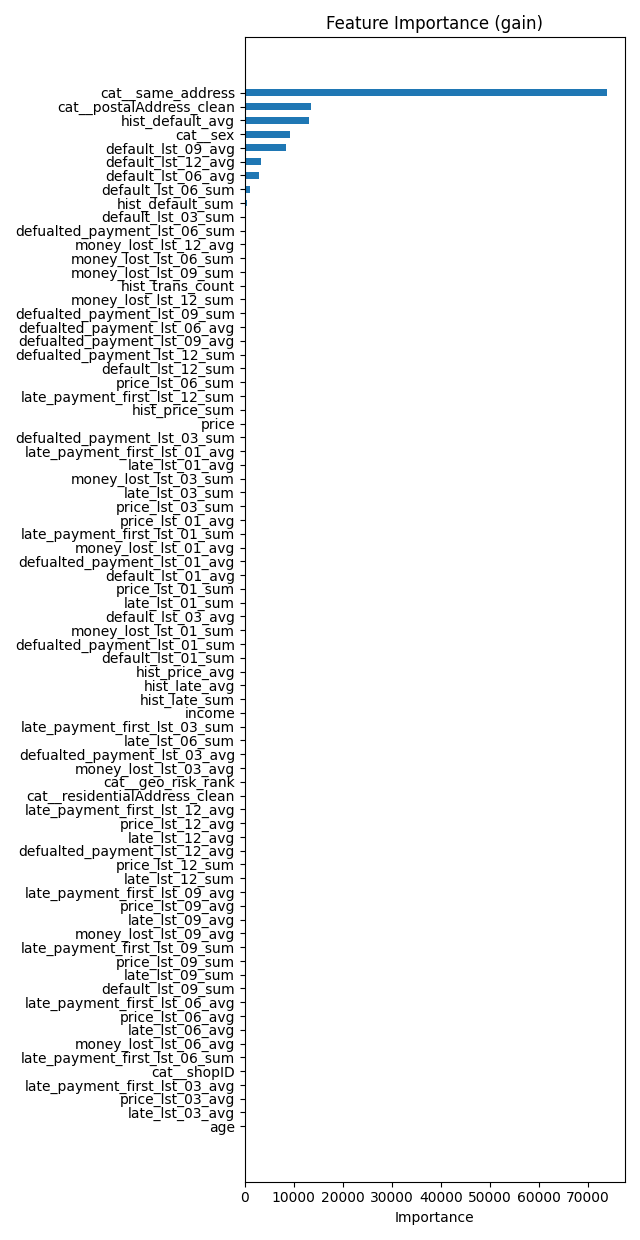 Feature Importance (gain)
cat__same_address
cat__postalAddress_clean
hist_default_avg
cat__sex
default_lst_09_avg
default_lst_12_avg
default_lst_06_avg
default_lst_06_sum
hist_default_sum
default_lst_03_sum
defualted_payment_lst_06_sum
money_lost_lst_12_avg
money_lost_lst_06_sum
money_lost_lst_09_sum
hist_trans_count
money_lost_lst_12_sum
defualted_payment_lst_09_sum
defualted_payment_lst_06_avg
defualted_payment_lst_09_avg
defualted_payment_lst_12_sum
default_lst_12_sum
price_lst_06_sum
late_payment_first_lst_12_sum
hist_price_sum
price
defualted_payment_lst_03_sum
late_payment_first_lst_01_avg
late_lst_01_avg
money_lost_lst_03_sum
late_lst_03_sum
price_lst_03_sum
price_lst_01_avg
late_payment_first_lst_01_sum
money_lost_lst_01_avg
defualted_payment_lst_01_avg
default_lst_01_avg
price_lst_01_sum
late_lst_01_sum
default_lst_03_avg
money_lost_lst_01_sum
defualted_payment_lst_01_sum
default_lst_01_sum
hist_price_avg
hist_late_avg
hist_late_sum
income
late_payment_first_lst_03_sum
late_lst_06_sum
defualted_payment_lst_03_avg
money_lost_lst_03_avg
cat__geo_risk_rank
cat__residentialAddress_clean
late_payment_first_lst_12_avg
price_lst_12_avg
late_lst_12_avg
defualted_payment_lst_12_avg
price_lst_12_sum
late_lst_12_sum
late_payment_first_lst_09_avg
price_lst_09_avg
late_lst_09_avg
money_lost_lst_09_avg
late_payment_first_lst_09_sum
price_lst_09_sum
late_lst_09_sum
default_lst_09_sum
late_payment_first_lst_06_avg
price_lst_06_avg
late_lst_06_avg
money_lost_lst_06_avg
late_payment_first_lst_06_sum
cat__shopID
late_payment_first_lst_03_avg
price_lst_03_avg
late_lst_03_avg
age
0 10000 20000 30000 40000 50000 60000 70000
Importance